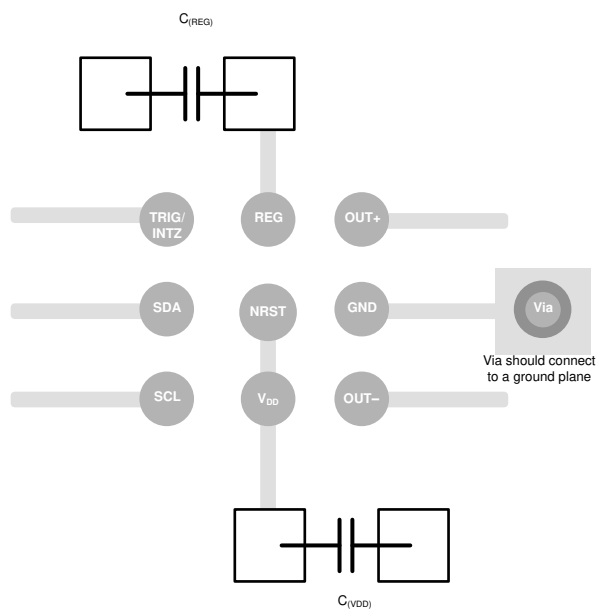 C(REG)
TRIG/
INTZ
REG
OUT+
SDA
NRST
GND
Via
Via should connect
to a ground plane
SCL
VDD
OUT−
C(VDD)